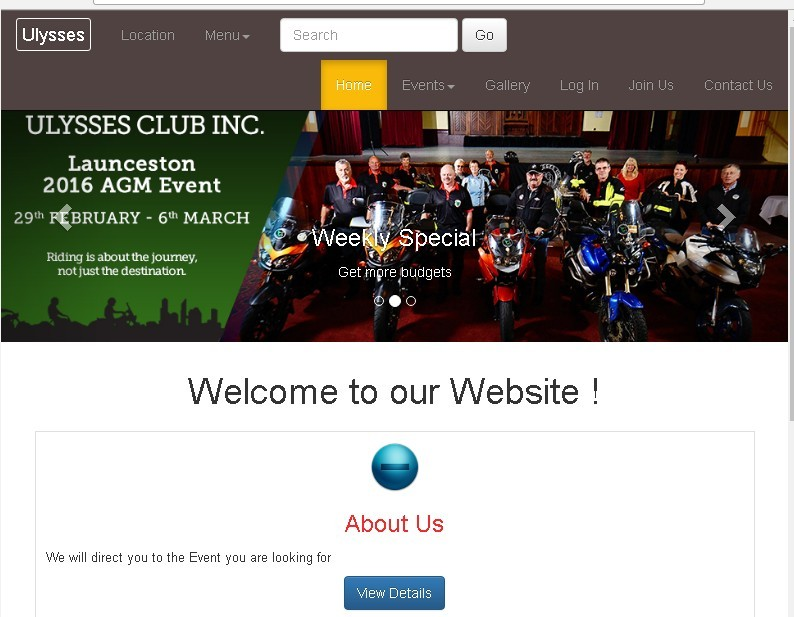 Ulysses Location Menu Search Go
Home Events Gallery Log In Join Us Contact Us
ULYSSES CLUB INC.
Launceston
2016 AGM Event
29th FEBRUARY - 6th MARCH
Riding is about the journey,
not just the destination.
Weekly Special
Get more budgets
Welcome to our Website !
About Us
We will direct you to the Event you are looking for
View Details